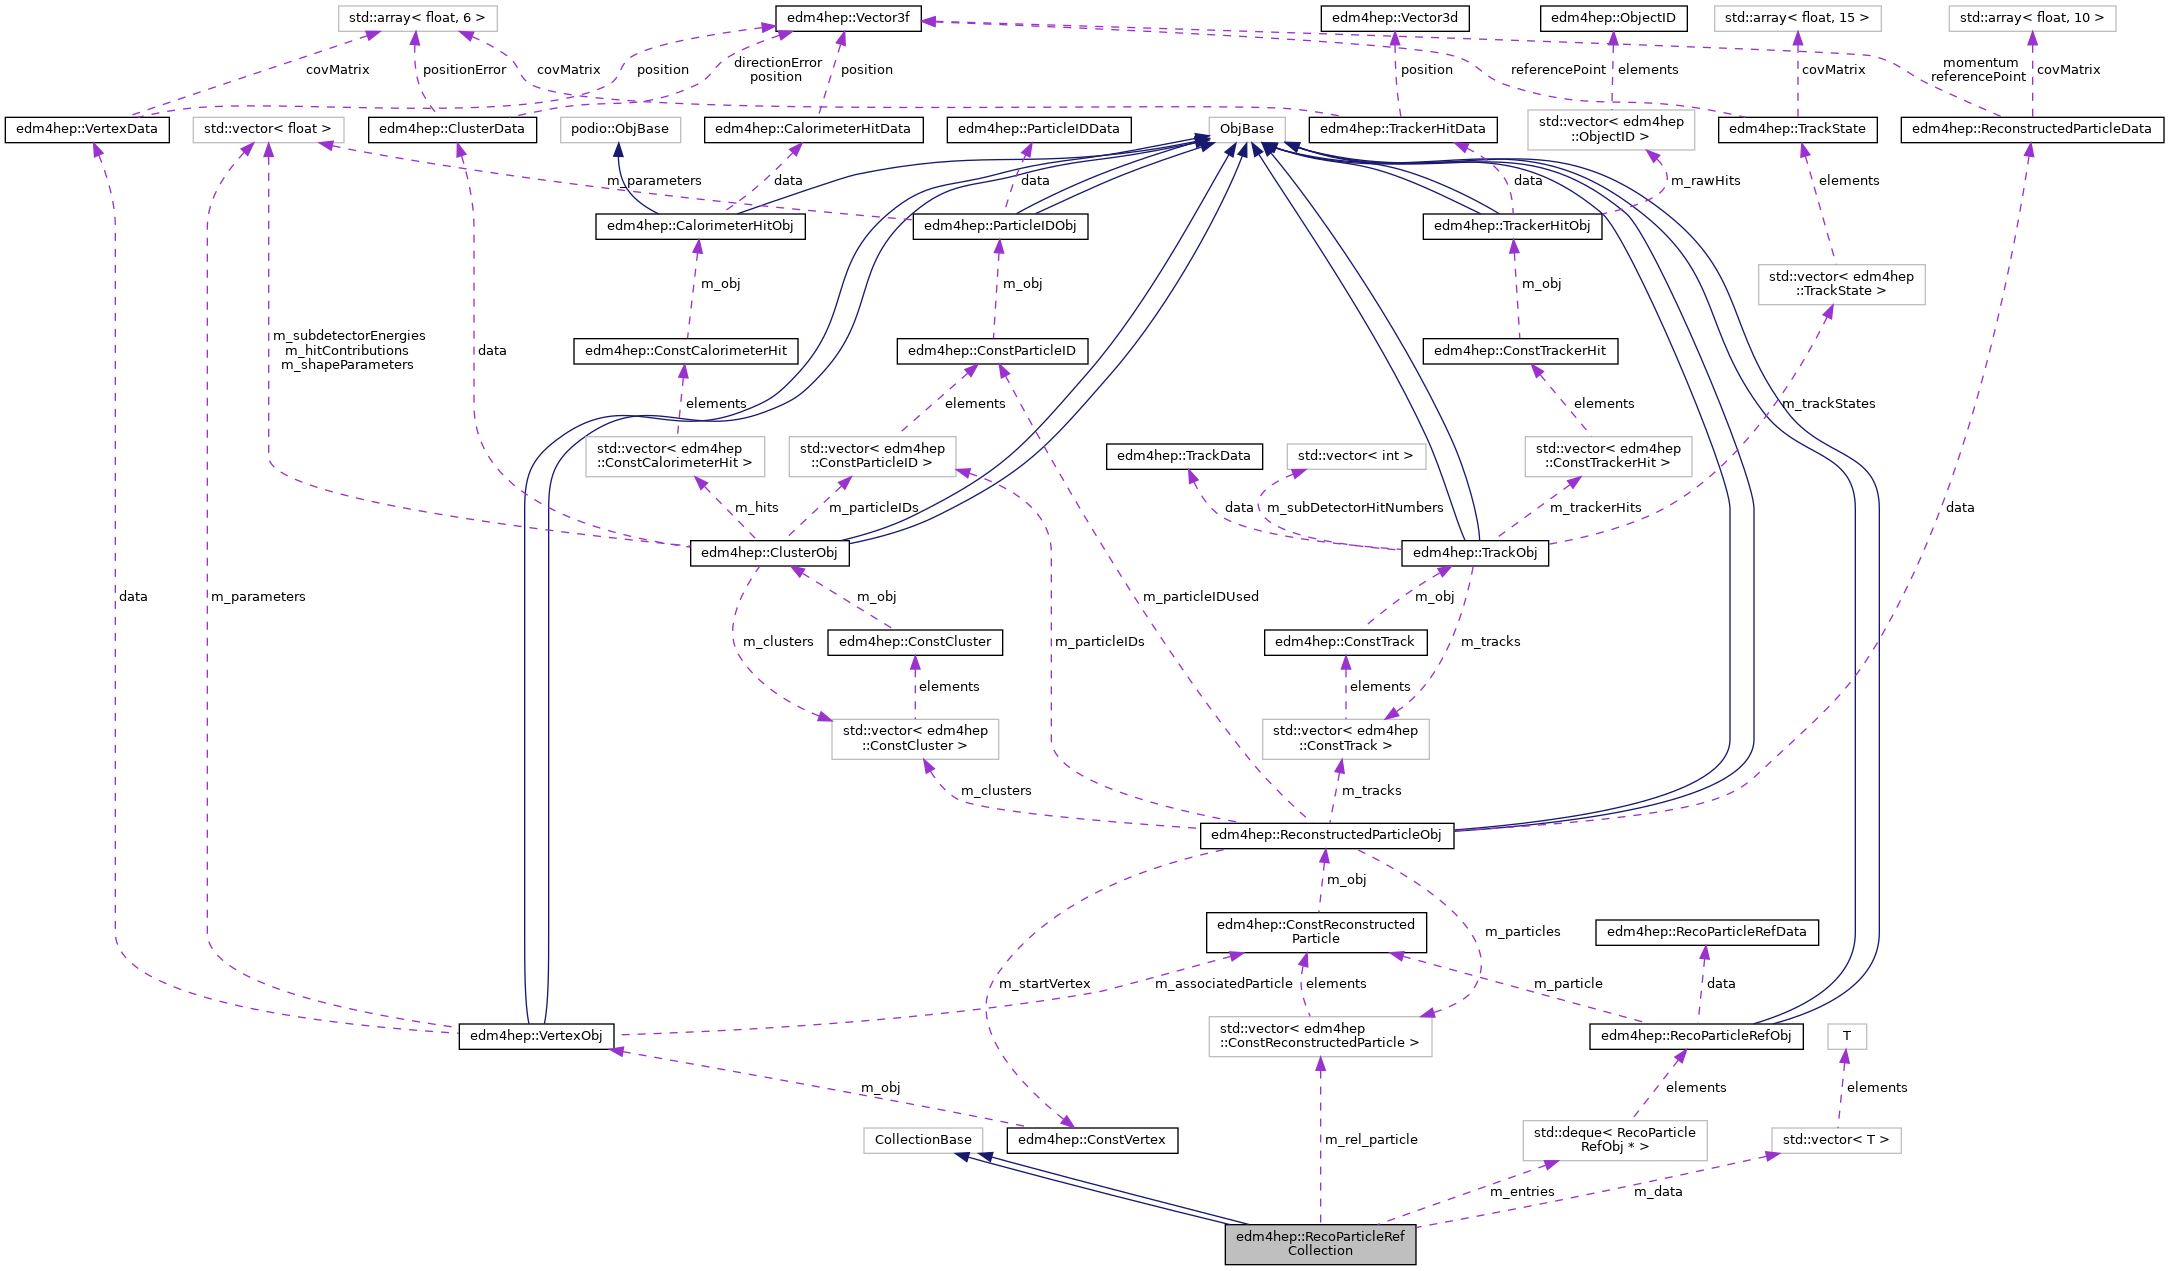 std::array< float, 6 >
edm4hep::Vector3f
edm4hep::Vector3d
edm4hep::ObjectID
std::array< float, 15 >
std::array< float, 10 >
covMatrix
positionError
covMatrix
position
directionError
position
position
position
referencePoint
elements
covMatrix
momentum
referencePoint
covMatrix
edm4hep::VertexData
std::vector< float >
edm4hep::ClusterData
podio::ObjBase
edm4hep::CalorimeterHitData
edm4hep::ParticleIDData
ObjBase
edm4hep::TrackerHitData
std::vector< edm4hep
::ObjectID >
edm4hep::TrackState
edm4hep::ReconstructedParticleData
m_parameters
data
data
data
m_rawHits
elements
edm4hep::CalorimeterHitObj
edm4hep::ParticleIDObj
edm4hep::TrackerHitObj
m_obj
m_obj
m_obj
std::vector< edm4hep
::TrackState >
m_subdetectorEnergies
m_hitContributions
m_shapeParameters
data
edm4hep::ConstCalorimeterHit
edm4hep::ConstParticleID
edm4hep::ConstTrackerHit
elements
elements
elements
m_trackStates
std::vector< edm4hep
::ConstCalorimeterHit >
std::vector< edm4hep
::ConstParticleID >
edm4hep::TrackData
std::vector< int >
std::vector< edm4hep
::ConstTrackerHit >
m_hits
m_particleIDs
data
m_subDetectorHitNumbers
m_trackerHits
data
edm4hep::ClusterObj
edm4hep::TrackObj
data
m_parameters
m_obj
m_particleIDUsed
m_obj
m_clusters
edm4hep::ConstCluster
m_particleIDs
edm4hep::ConstTrack
m_tracks
elements
elements
std::vector< edm4hep
::ConstCluster >
std::vector< edm4hep
::ConstTrack >
m_clusters
m_tracks
edm4hep::ReconstructedParticleObj
m_obj
edm4hep::ConstReconstructed
Particle
m_particles
edm4hep::RecoParticleRefData
m_startVertex
m_associatedParticle
elements
m_particle
data
edm4hep::VertexObj
std::vector< edm4hep
::ConstReconstructedParticle >
edm4hep::RecoParticleRefObj
T
m_obj
elements
elements
CollectionBase
edm4hep::ConstVertex
m_rel_particle
std::deque< RecoParticle
RefObj * >
std::vector< T >
m_entries
m_data
edm4hep::RecoParticleRef
Collection